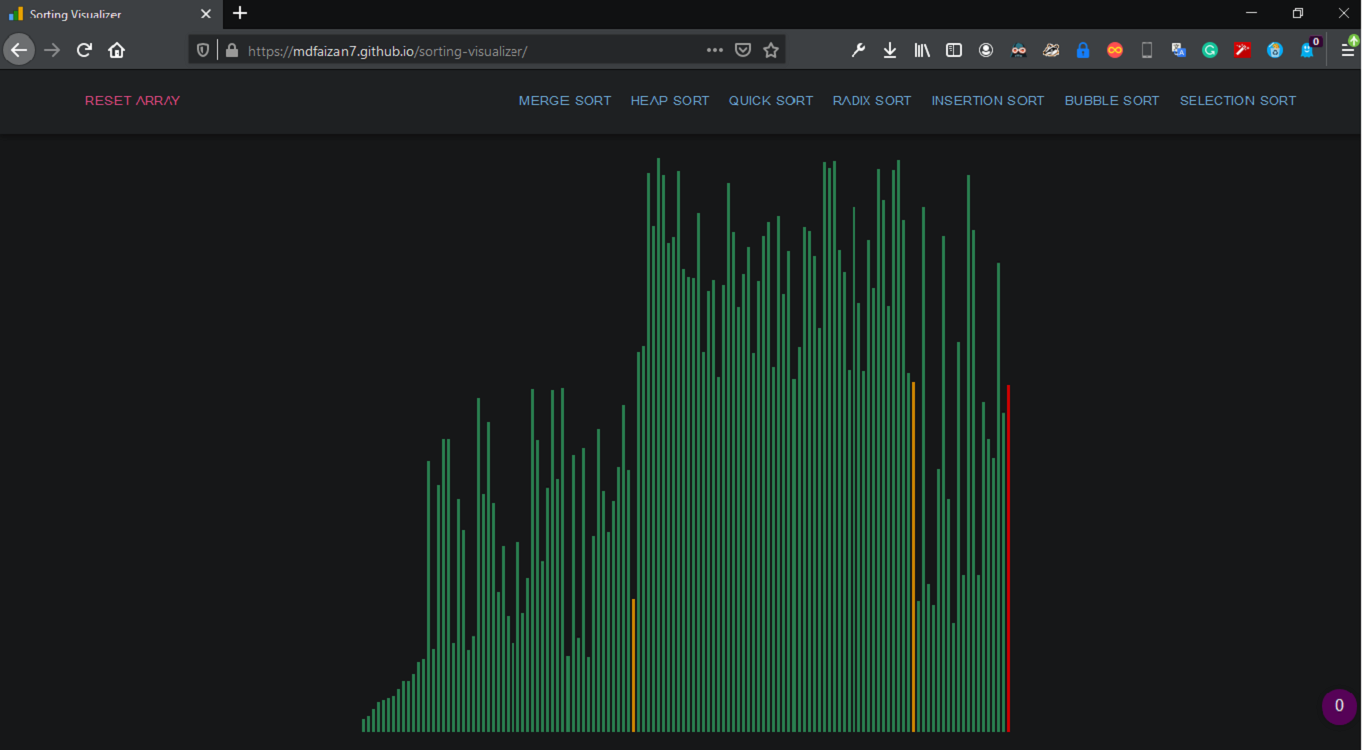 Sorting Visualizer
https://mdfaizan7.github.io/sorting-visualizer/
0
RESET ARRAY MERGE SORT HEAP SORT QUICK SORT RADIX SORT INSERTION SORT BUBBLE SORT SELECTION SORT
0